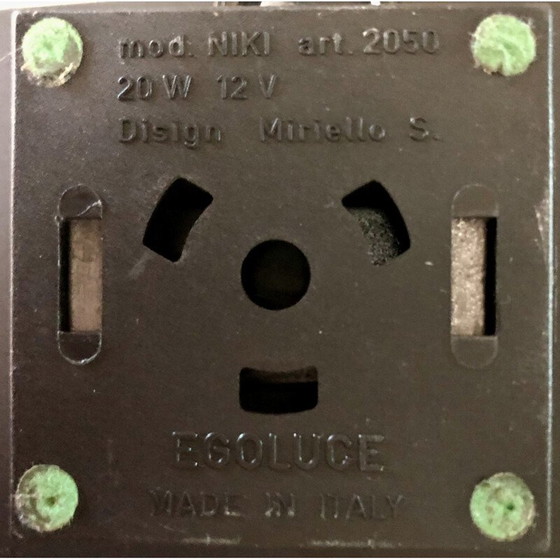 mod. NIKI art. 2050
20 W 12 V
Disign Miriello S.
EGOLUCE
MADE IN ITALY